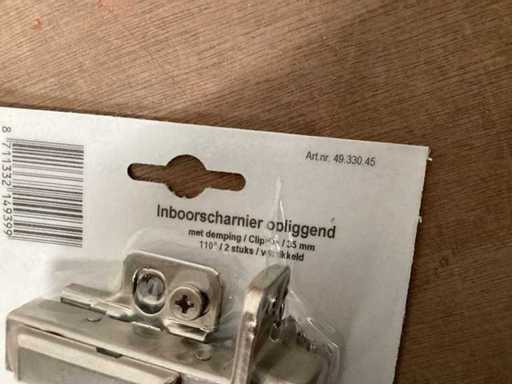 Art.nr. 49.330.45
8 711332 149399
Inboorscharnier opliggend
met demping / Clip-On / 35 mm
110° / 2 stuks / vernikkeld